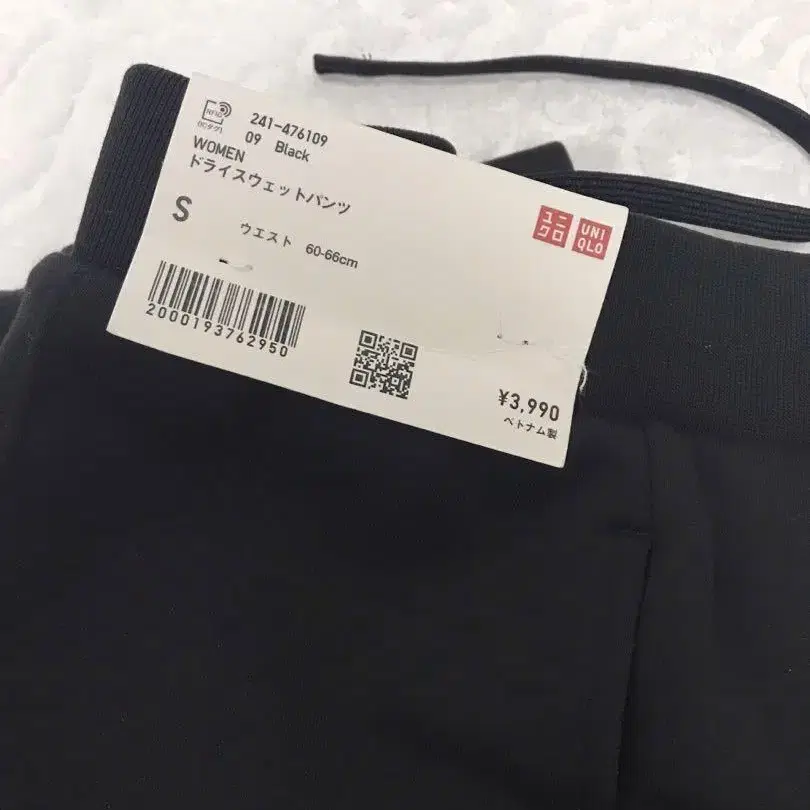 RFID
241-476109
09 Black
WOMEN
ドライスウェットパンツ
S
ウエスト 60-66cm
ユニクロ
UNIQLO
2000193762950
¥3,990
ベトナム製